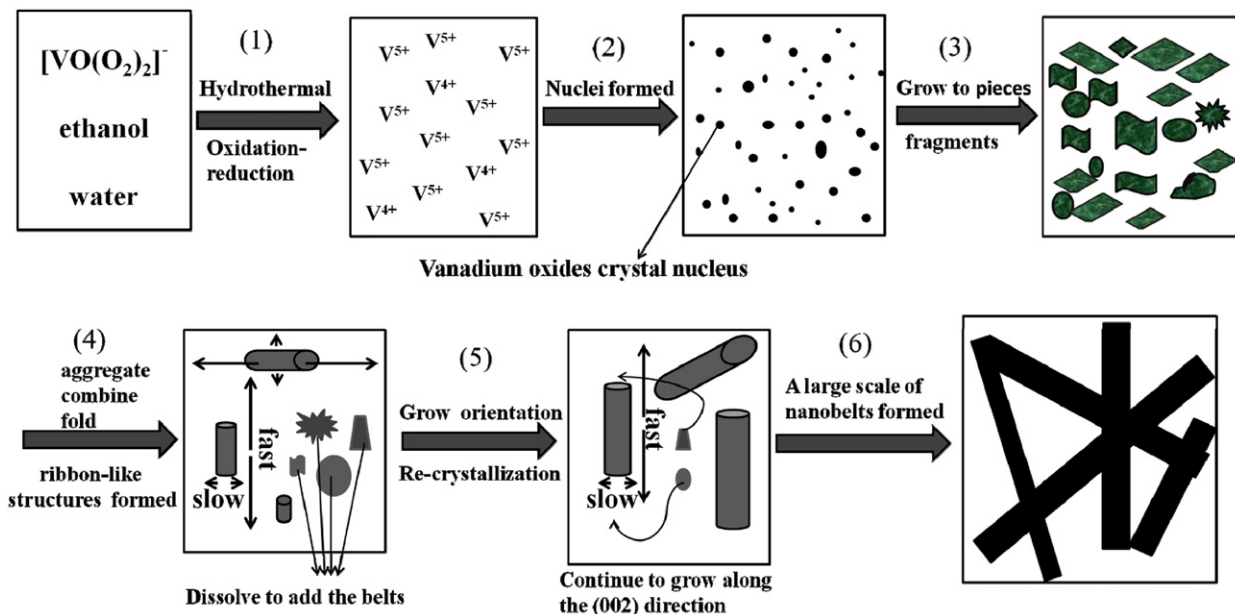 [VO(O₂)₂]⁻
ethanol
water
(1)
Hydrothermal
Oxidation-
reduction
V⁵⁺
V⁵⁺
V⁵⁺
V⁴⁺
V⁵⁺
V⁵⁺
V⁵⁺
V⁵⁺
V⁵⁺
V⁴⁺
V⁵⁺
V⁴⁺
V⁵⁺
(2)
Nuclei formed
Vanadium oxides crystal nucleus
(3)
Grow to pieces
fragments
(4)
aggregate
combine
fold
ribbon-like
structures formed
fast
slow
Dissolve to add the belts
(5)
Grow orientation
Re-crystallization
fast
slow
Continue to grow along
the (002) direction
(6)
A large scale of
nanobelts formed